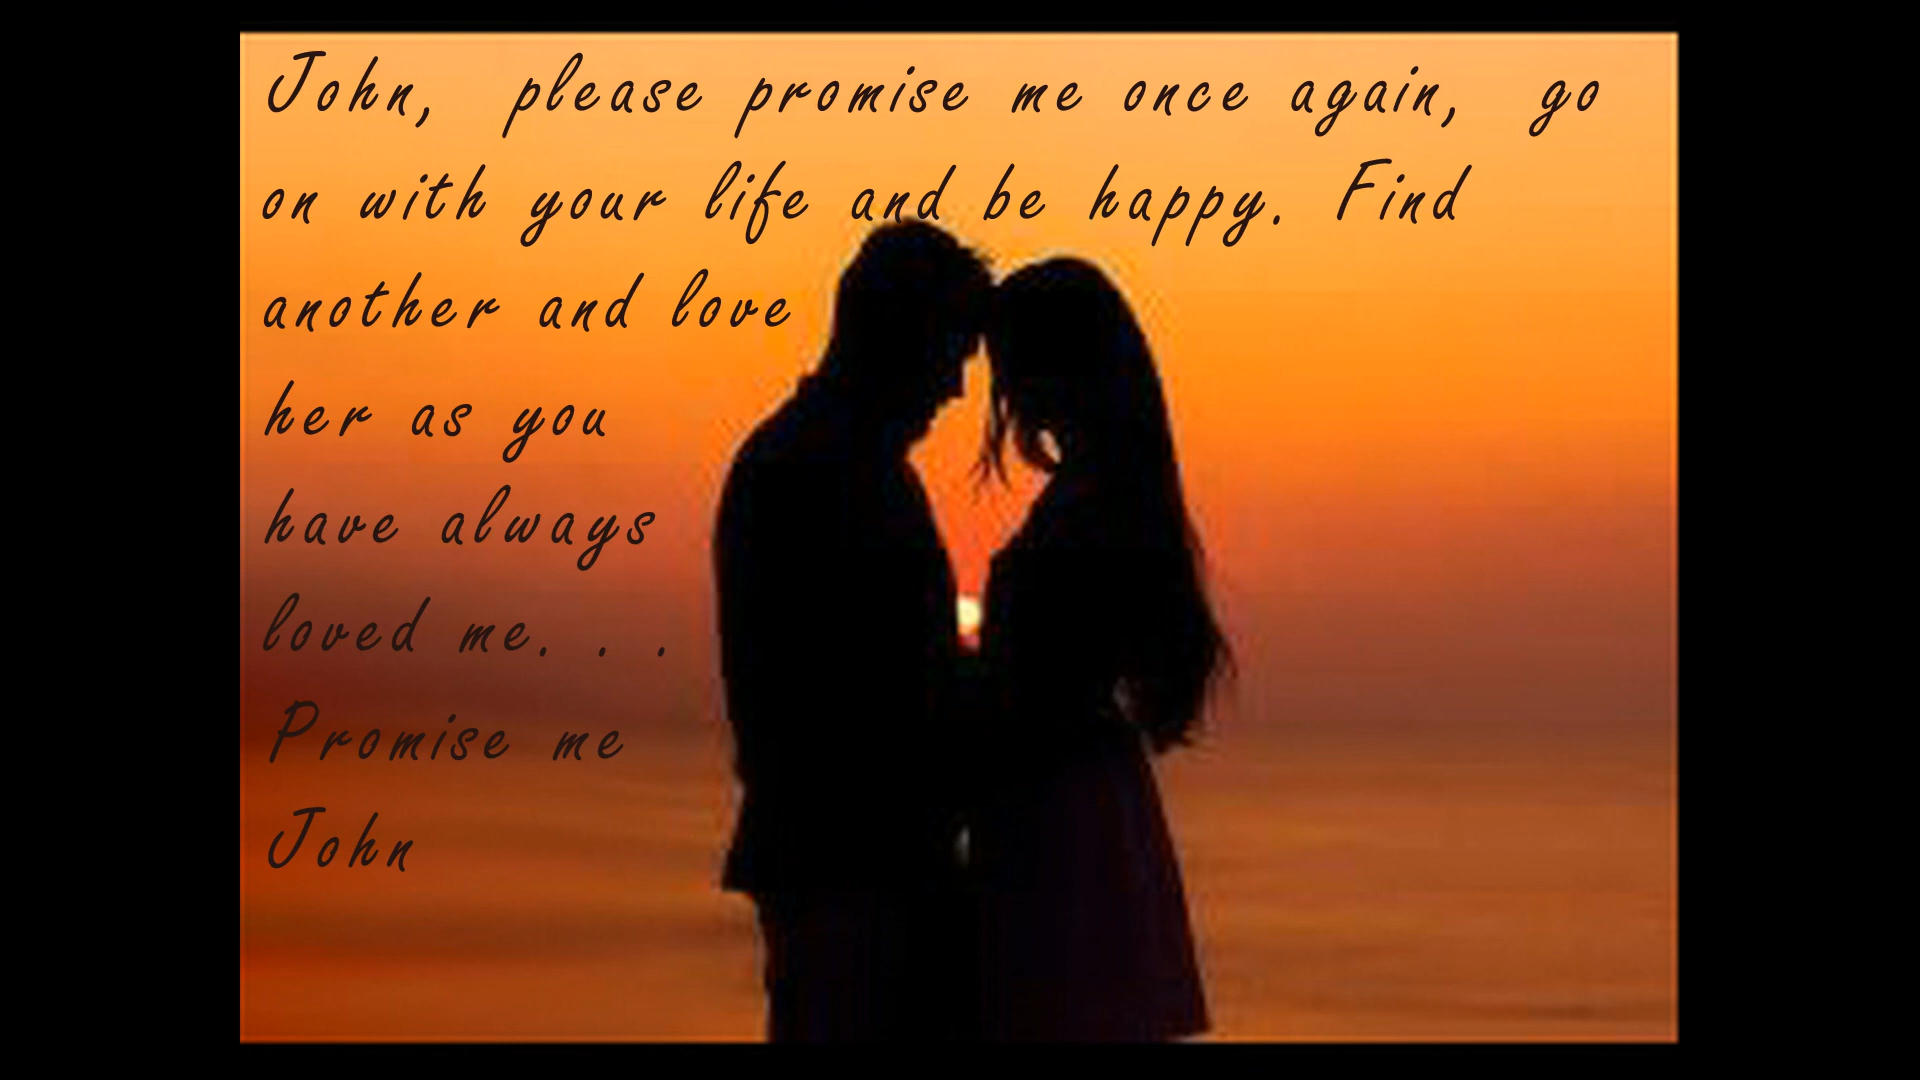 John, please promise me once again, go
on with your life and be happy. Find
another and love
her as you
have always
loved me. . .
Promise me
John